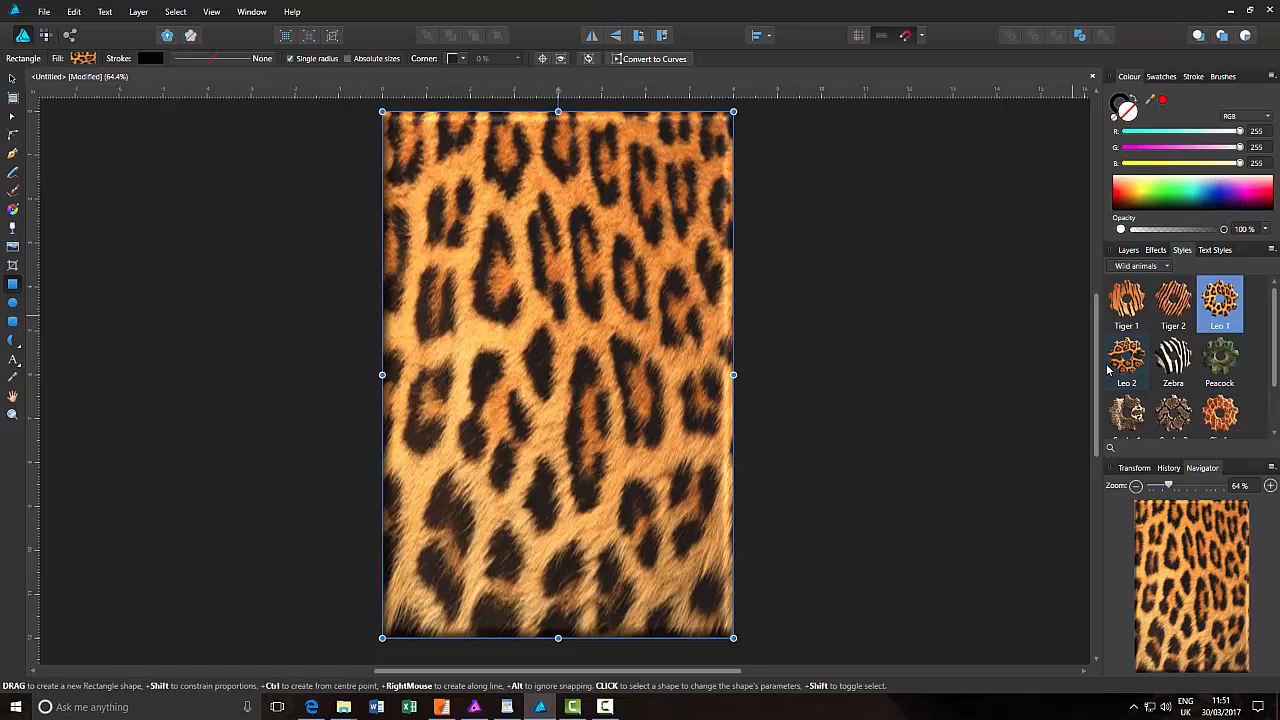 File Edit Text Layer Select View Window Help
Rectangle Fill: Stroke: None Single radius Absolute sizes Corner: 0 % Convert to Curves
<Untitled> [Modified] (64.4%)
Colour Swatches Stroke Brushes
RGB
R: 255
G: 255
B: 255
Opacity
100 %
Layers Effects Styles Text Styles
Wild animals
Tiger 1 Tiger 2 Leo 1
Leo 2 Zebra Peacock
Transform History Navigator
Zoom: 64 %
DRAG to create a new Rectangle shape, +Shift to constrain proportions, +Ctrl to create from centre point, +RightMouse to create along line, +Alt to ignore snapping. CLICK to select a shape to change the shape's parameters, +Shift to toggle select.
Ask me anything
ENG 11:51
UK 30/03/2017